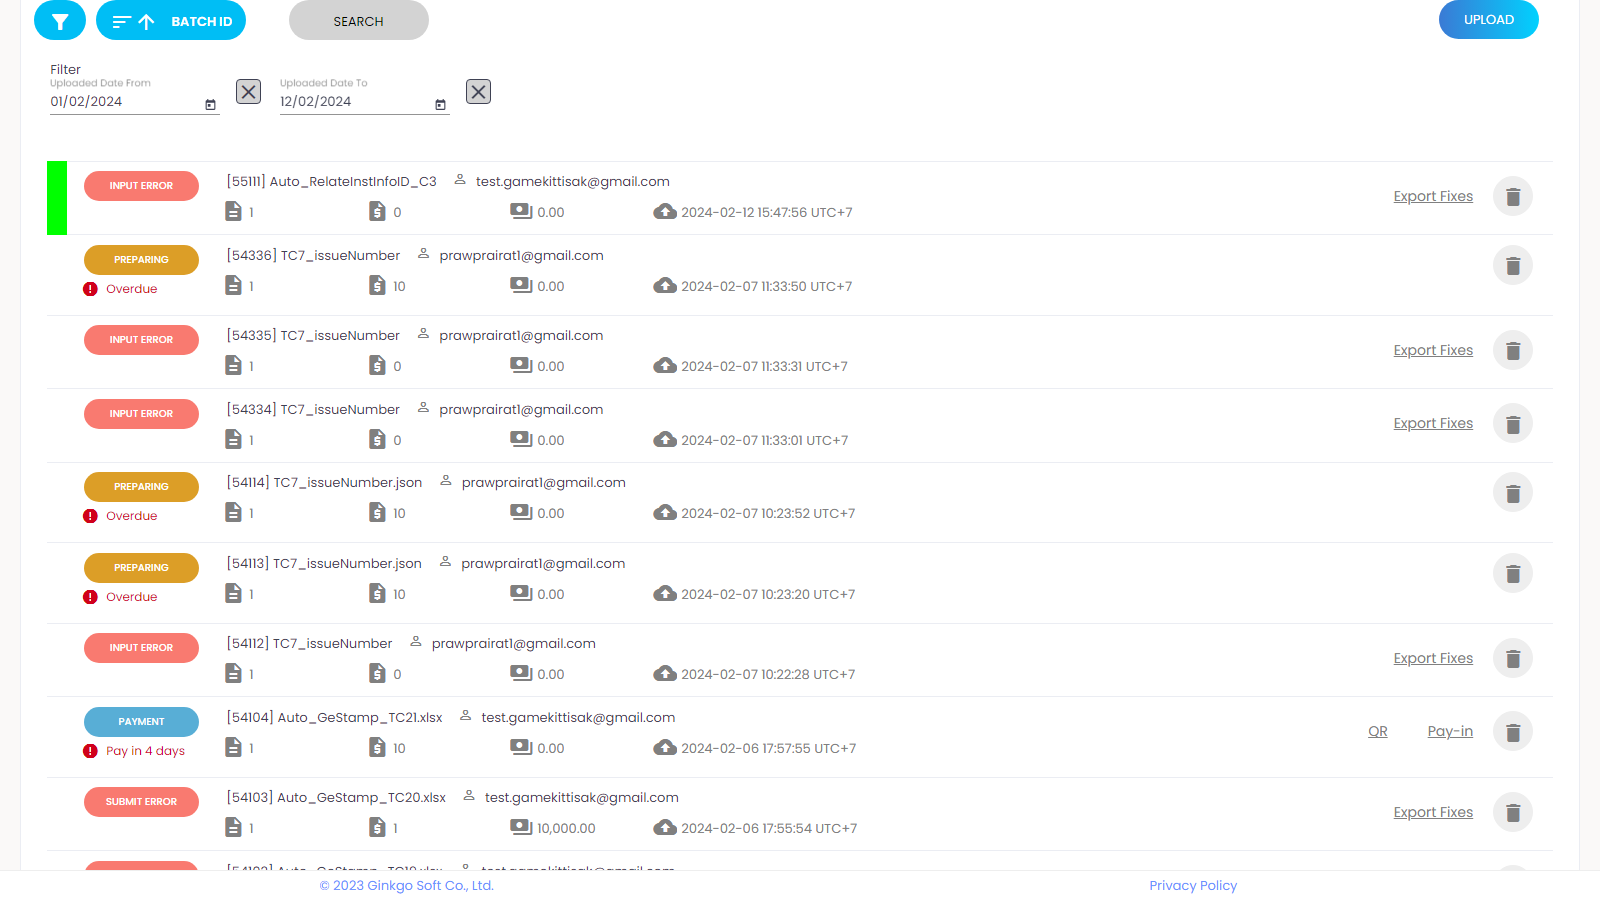 BATCH ID
SEARCH
UPLOAD
Filter
Uploaded Date From
01/02/2024
Uploaded Date To
12/02/2024
INPUT ERROR
[55111] Auto_RelateInstInfoID_C3 test.gamekittisak@gmail.com
1 0 0.00 2024-02-12 15:47:56 UTC+7
Export Fixes
PREPARING
Overdue
[54336] TC7_issueNumber prawprairat1@gmail.com
1 10 0.00 2024-02-07 11:33:50 UTC+7
INPUT ERROR
[54335] TC7_issueNumber prawprairat1@gmail.com
1 0 0.00 2024-02-07 11:33:31 UTC+7
Export Fixes
INPUT ERROR
[54334] TC7_issueNumber prawprairat1@gmail.com
1 0 0.00 2024-02-07 11:33:01 UTC+7
Export Fixes
PREPARING
Overdue
[54114] TC7_issueNumber.json prawprairat1@gmail.com
1 10 0.00 2024-02-07 10:23:52 UTC+7
PREPARING
Overdue
[54113] TC7_issueNumber.json prawprairat1@gmail.com
1 10 0.00 2024-02-07 10:23:20 UTC+7
INPUT ERROR
[54112] TC7_issueNumber prawprairat1@gmail.com
1 0 0.00 2024-02-07 10:22:28 UTC+7
Export Fixes
PAYMENT
Pay in 4 days
[54104] Auto_GeStamp_TC21.xlsx test.gamekittisak@gmail.com
1 10 0.00 2024-02-06 17:57:55 UTC+7
QR Pay-in
SUBMIT ERROR
[54103] Auto_GeStamp_TC20.xlsx test.gamekittisak@gmail.com
1 1 10,000.00 2024-02-06 17:55:54 UTC+7
Export Fixes
© 2023 Ginkgo Soft Co., Ltd.
Privacy Policy